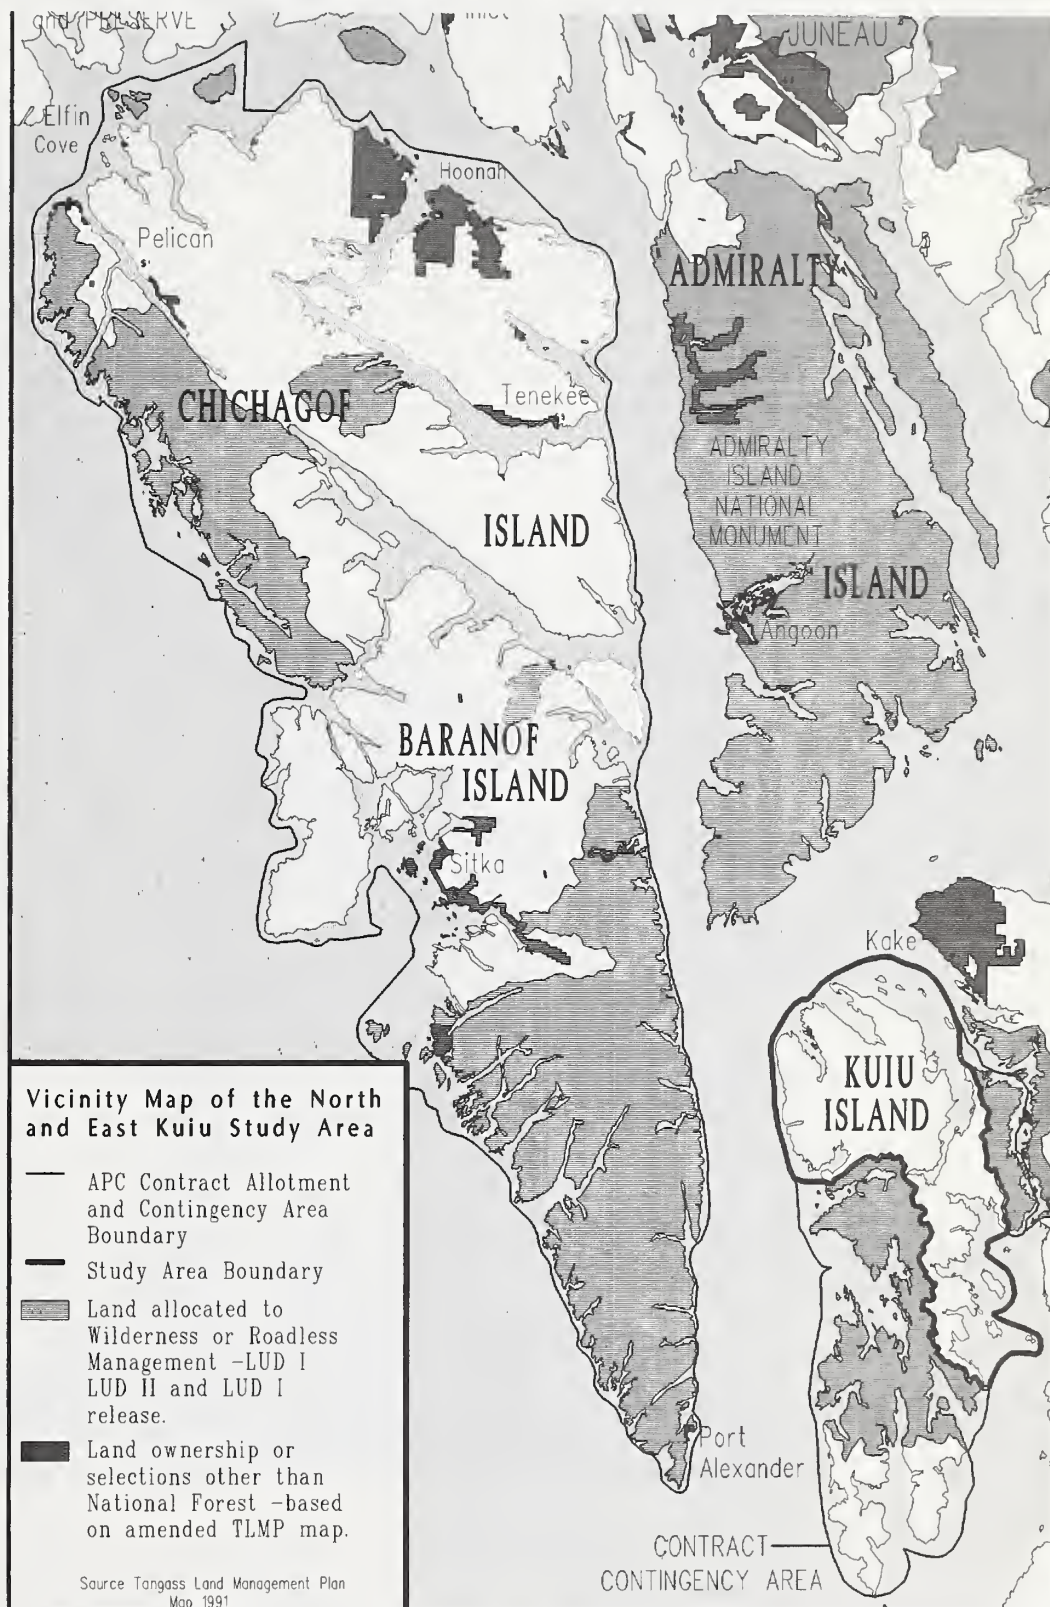 and PRESERVE
Inlet
JUNEAU
Elfin
Cove
Hoonah
Pelican
ADMIRALTY
CHICHAGOF
Tenekee
ADMIRALTY
ISLAND
NATIONAL
MONUMENT
ISLAND
ISLAND
Angoon
BARANOF
ISLAND
Sitka
Kake
KUIU
ISLAND
Vicinity Map of the North
and East Kuiu Study Area
APC Contract Allotment
and Contingency Area
Boundary
Study Area Boundary
Land allocated to
Wilderness or Roadless
Management -LUD I
LUD II and LUD I
release.
Land ownership or
selections other than
National Forest -based
on amended TLMP map.
Source Tongass Land Management Plan
Map 1991
Port
Alexander
CONTRACT
CONTINGENCY AREA